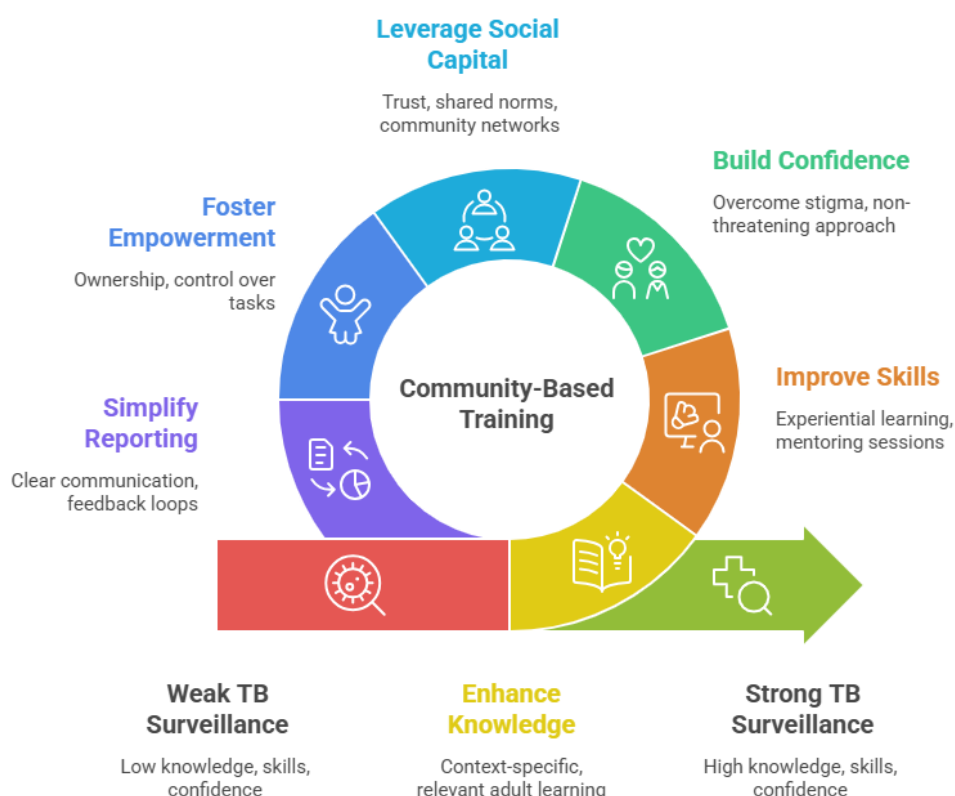 Leverage Social
Capital
Trust, shared norms,
community networks
Build Confidence
Overcome stigma, non-
threatening approach
Foster
Empowerment
Ownership, control over
tasks
Improve Skills
Experiential learning,
mentoring sessions
Community-Based
Training
Simplify
Reporting
Clear communication,
feedback loops
Weak TB
Surveillance
Low knowledge, skills,
confidence
Enhance
Knowledge
Context-specific,
relevant adult learning
Strong TB
Surveillance
High knowledge, skills,
confidence